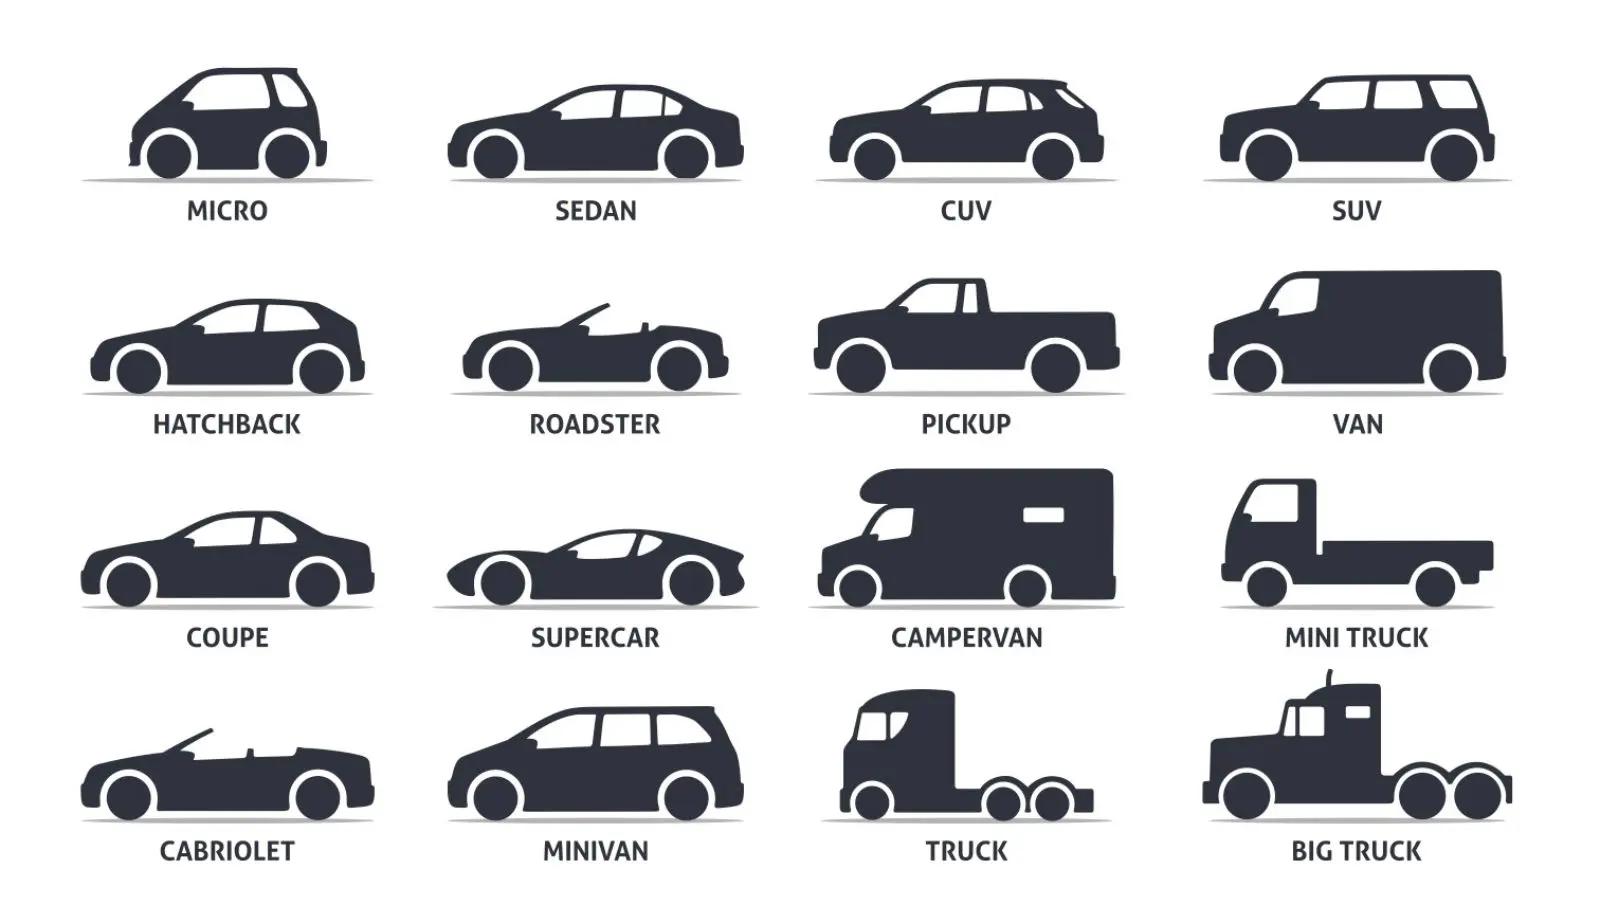 MICRO
SEDAN
CUV
SUV
HATCHBACK
ROADSTER
PICKUP
VAN
COUPE
SUPERCAR
CAMPERVAN
MINI TRUCK
CABRIOLET
MINIVAN
TRUCK
BIG TRUCK